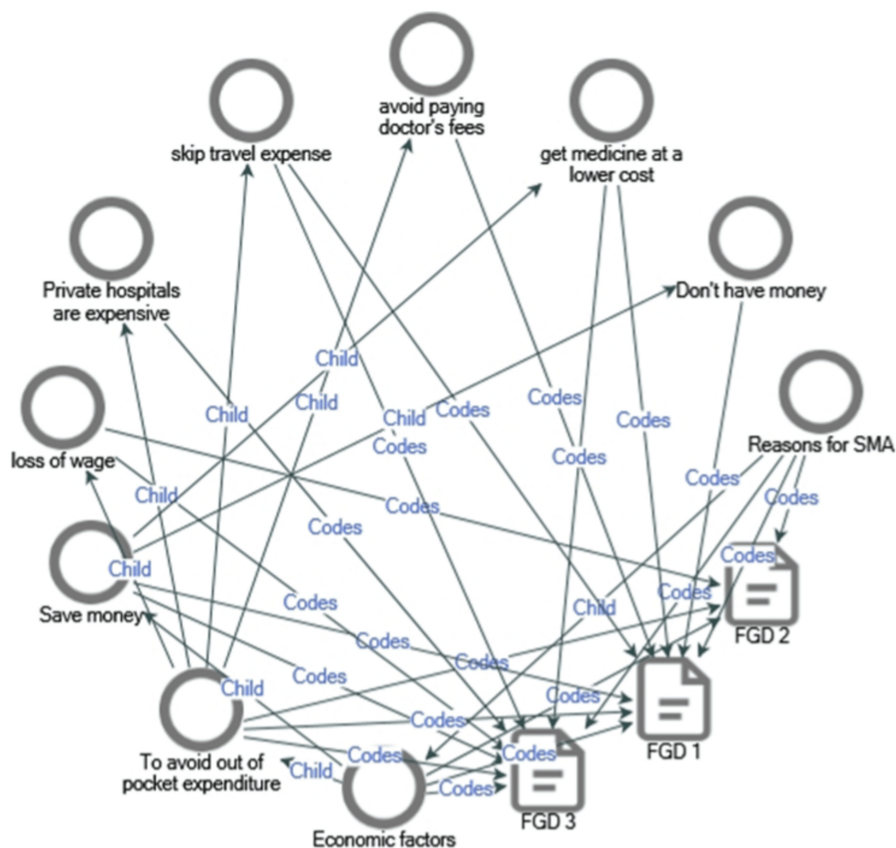 avoid paying
doctor's fees
skip travel expense
get medicine at a
lower cost
Private hospitals
are expensive
Don't have money
Child
Child
Child
Child
Codes
Codes
Codes
Codes
Codes
loss of wage
Reasons for SMA
Codes
Child
Codes
Codes
Codes
Save money
Child
Codes
Codes
Codes
Child
Codes
FGD 2
Codes
Codes
Child
Codes
Codes
To avoid out of
pocket expenditure
Child
Codes
Codes
Codes
FGD 1
Economic factors
FGD 3